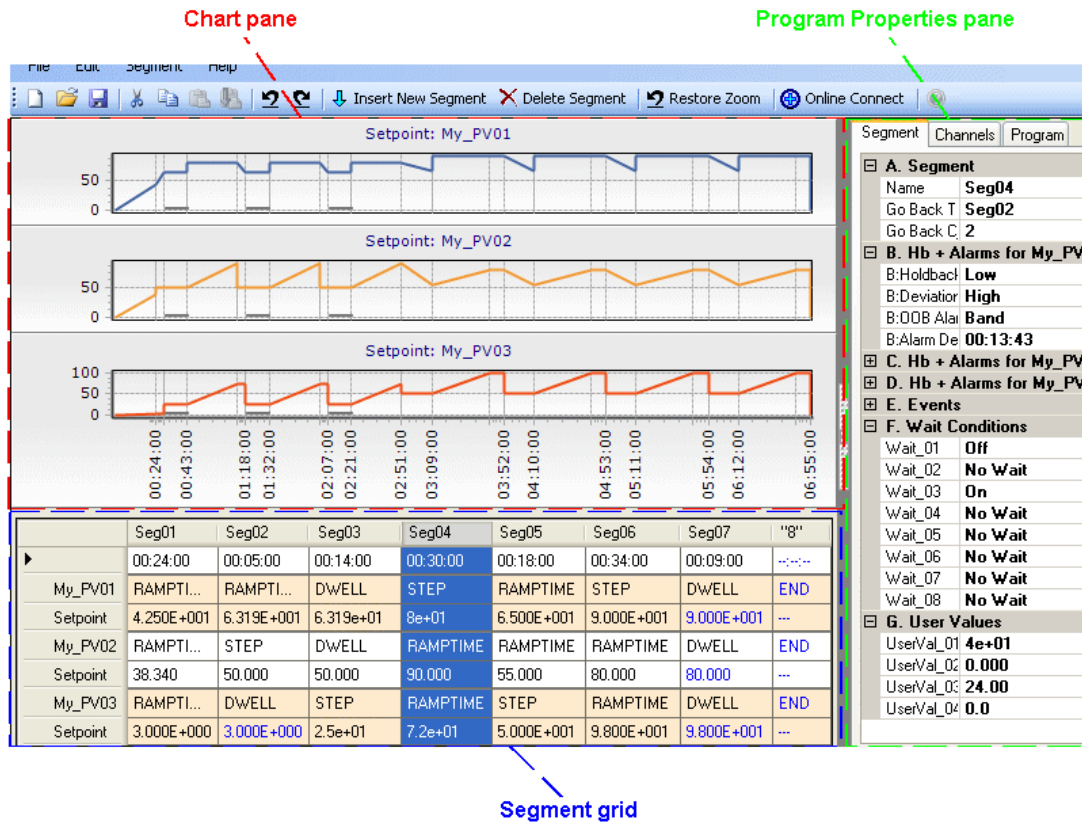 Chart pane
Program Properties pane
File Edit Segment Help
Insert New Segment Delete Segment Restore Zoom Online Connect
Setpoint: My_PV01
50
0
Setpoint: My_PV02
50
0
Setpoint: My_PV03
100
50
0
00:24:00 00:43:00 01:18:00 01:32:00 02:07:00 02:21:00 02:51:00 03:09:00 03:52:00 04:10:00 04:53:00 05:11:00 05:54:00 06:12:00 06:55:00
Seg01 Seg02 Seg03 Seg04 Seg05 Seg06 Seg07 "8"
00:24:00 00:05:00 00:14:00 00:30:00 00:18:00 00:34:00 00:09:00 --:--:--
My_PV01 RAMPTI... RAMPTI... DWELL STEP RAMPTIME STEP DWELL END
Setpoint 4.250E+001 6.319E+001 6.319e+01 8e+01 6.500E+001 9.000E+001 9.000E+001 ---
My_PV02 RAMPTI... STEP DWELL RAMPTIME RAMPTIME RAMPTIME DWELL END
Setpoint 38.340 50.000 50.000 90.000 55.000 80.000 80.000 ---
My_PV03 RAMPTI... DWELL STEP RAMPTIME STEP RAMPTIME DWELL END
Setpoint 3.000E+000 3.000E+000 2.5e+01 7.2e+01 5.000E+001 9.800E+001 9.800E+001 ---
Segment Channels Program
A. Segment
Name Seg04
Go Back T Seg02
Go Back C 2
B. Hb + Alarms for My_PV
B:Holdback Low
B:Deviation High
B:OOB Alar Band
B:Alarm De 00:13:43
C. Hb + Alarms for My_PV
D. Hb + Alarms for My_PV
E. Events
F. Wait Conditions
Wait_01 Off
Wait_02 No Wait
Wait_03 On
Wait_04 No Wait
Wait_05 No Wait
Wait_06 No Wait
Wait_07 No Wait
Wait_08 No Wait
G. User Values
UserVal_01 4e+01
UserVal_02 0.000
UserVal_03 24.00
UserVal_04 0.0
Segment grid